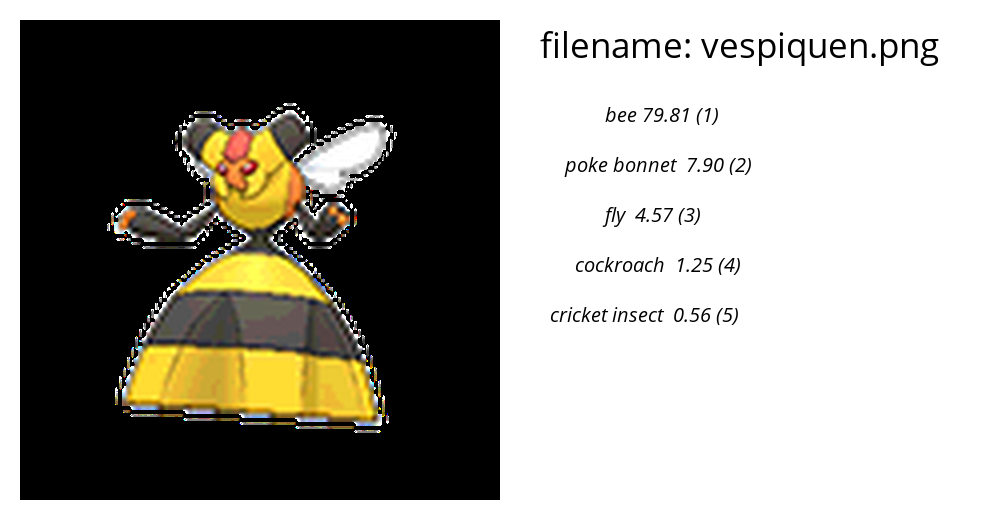 filename: vespiquen.png
bee 79.81 (1)
poke bonnet 7.90 (2)
fly 4.57 (3)
cockroach 1.25 (4)
cricket insect 0.56 (5)